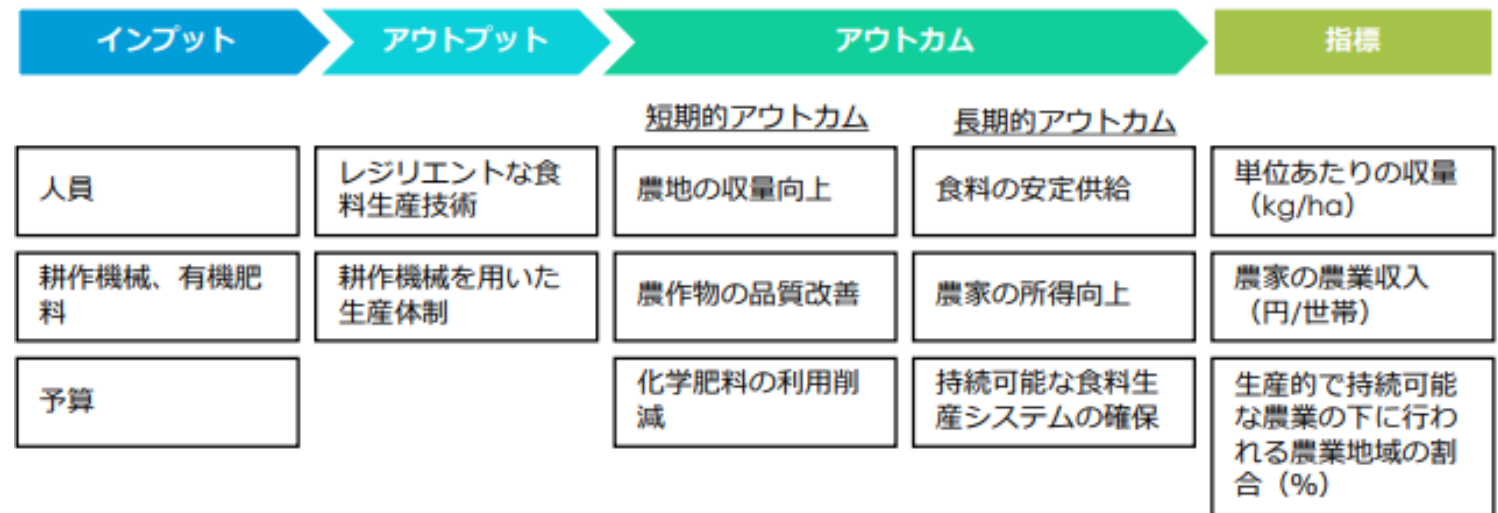 インプット
アウトプット
アウトカム
指標
短期的アウトカム
長期的アウトカム
人員
レジリエントな食
料生産技術
農地の収量向上
食料の安定供給
単位あたりの収量
（kg/ha）
耕作機械、有機肥
料
耕作機械を用いた
生産体制
農作物の品質改善
農家の所得向上
農家の農業収入
（円/世帯）
予算
化学肥料の利用削
減
持続可能な食料生
産システムの確保
生産的で持続可能
な農業の下に行わ
れる農業地域の割
合（%）